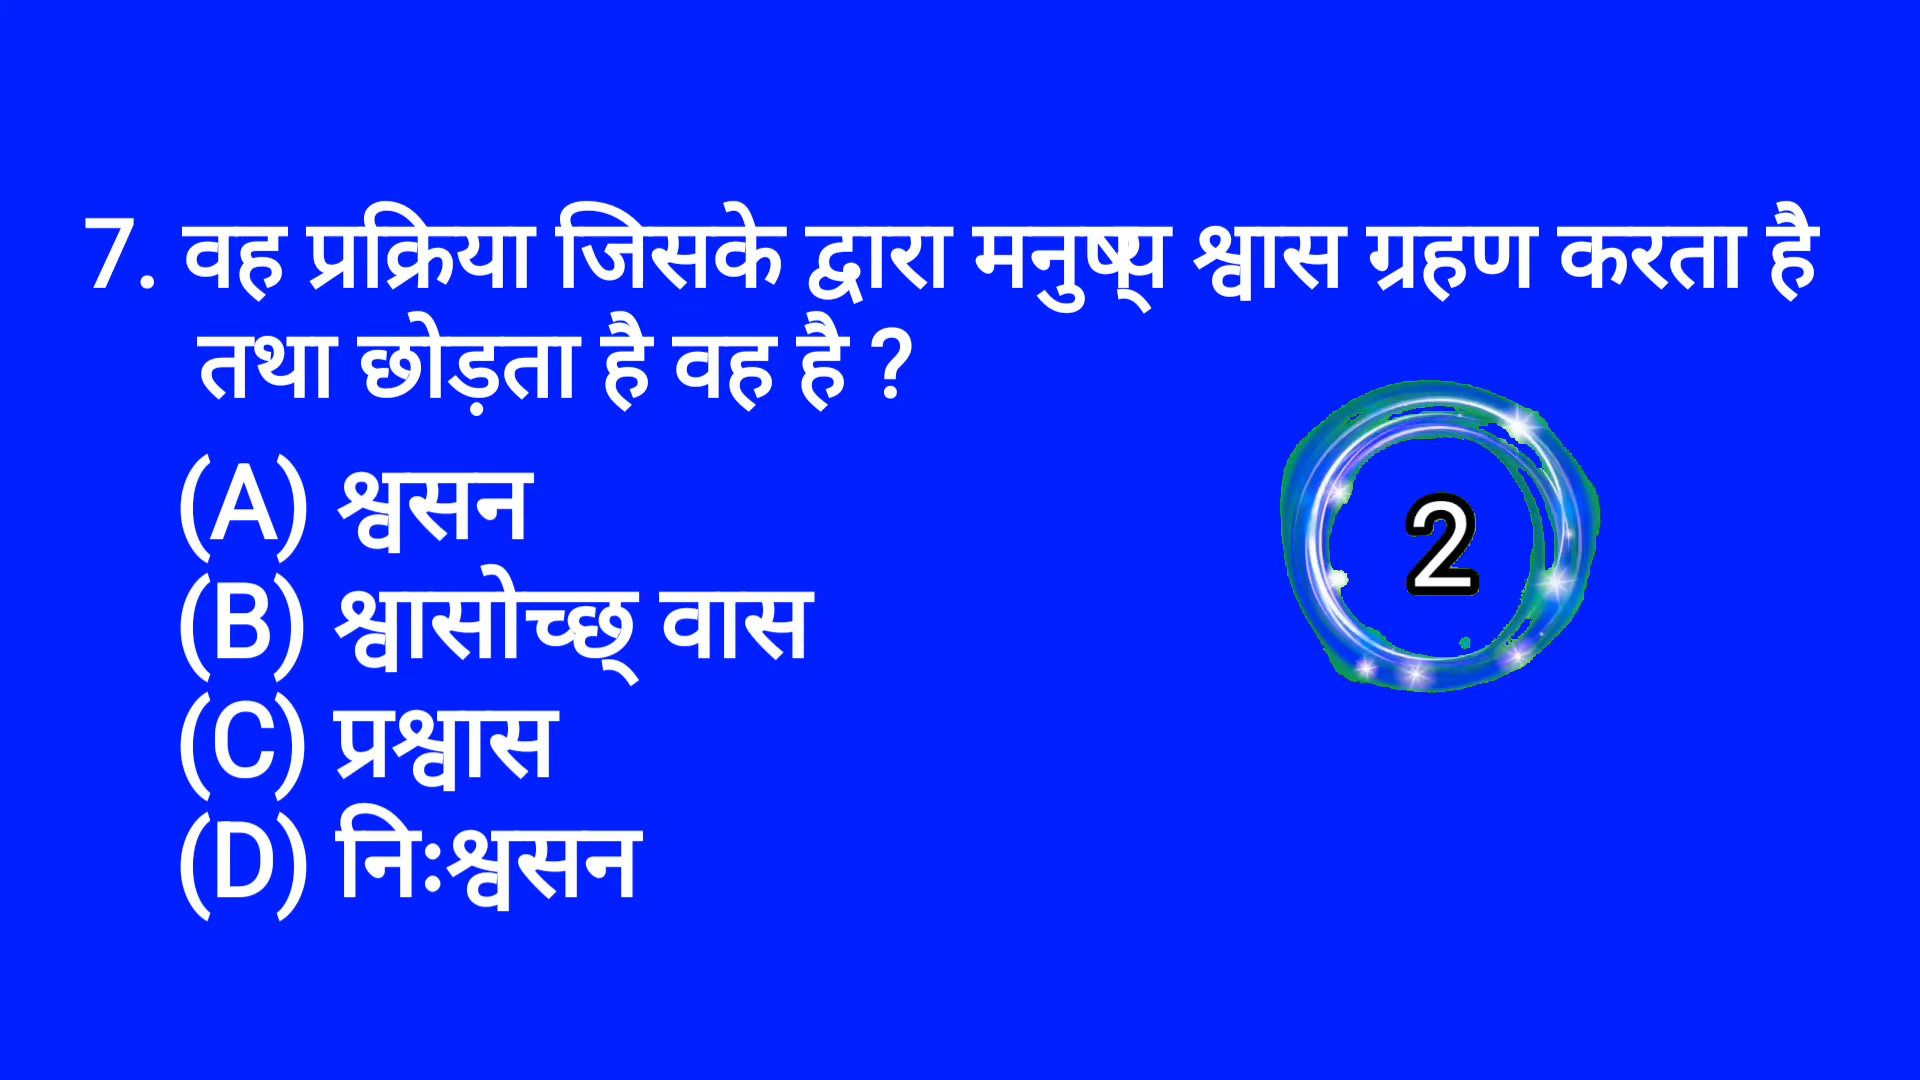 7. वह प्रक्रिया जिसके द्वारा मनुष्य श्वास ग्रहण करता है
तथा छोड़ता है वह है ?
(A) श्वसन
(B) श्वासोच्छ् वास
(C) प्रश्वास
(D) निःश्वसन
2